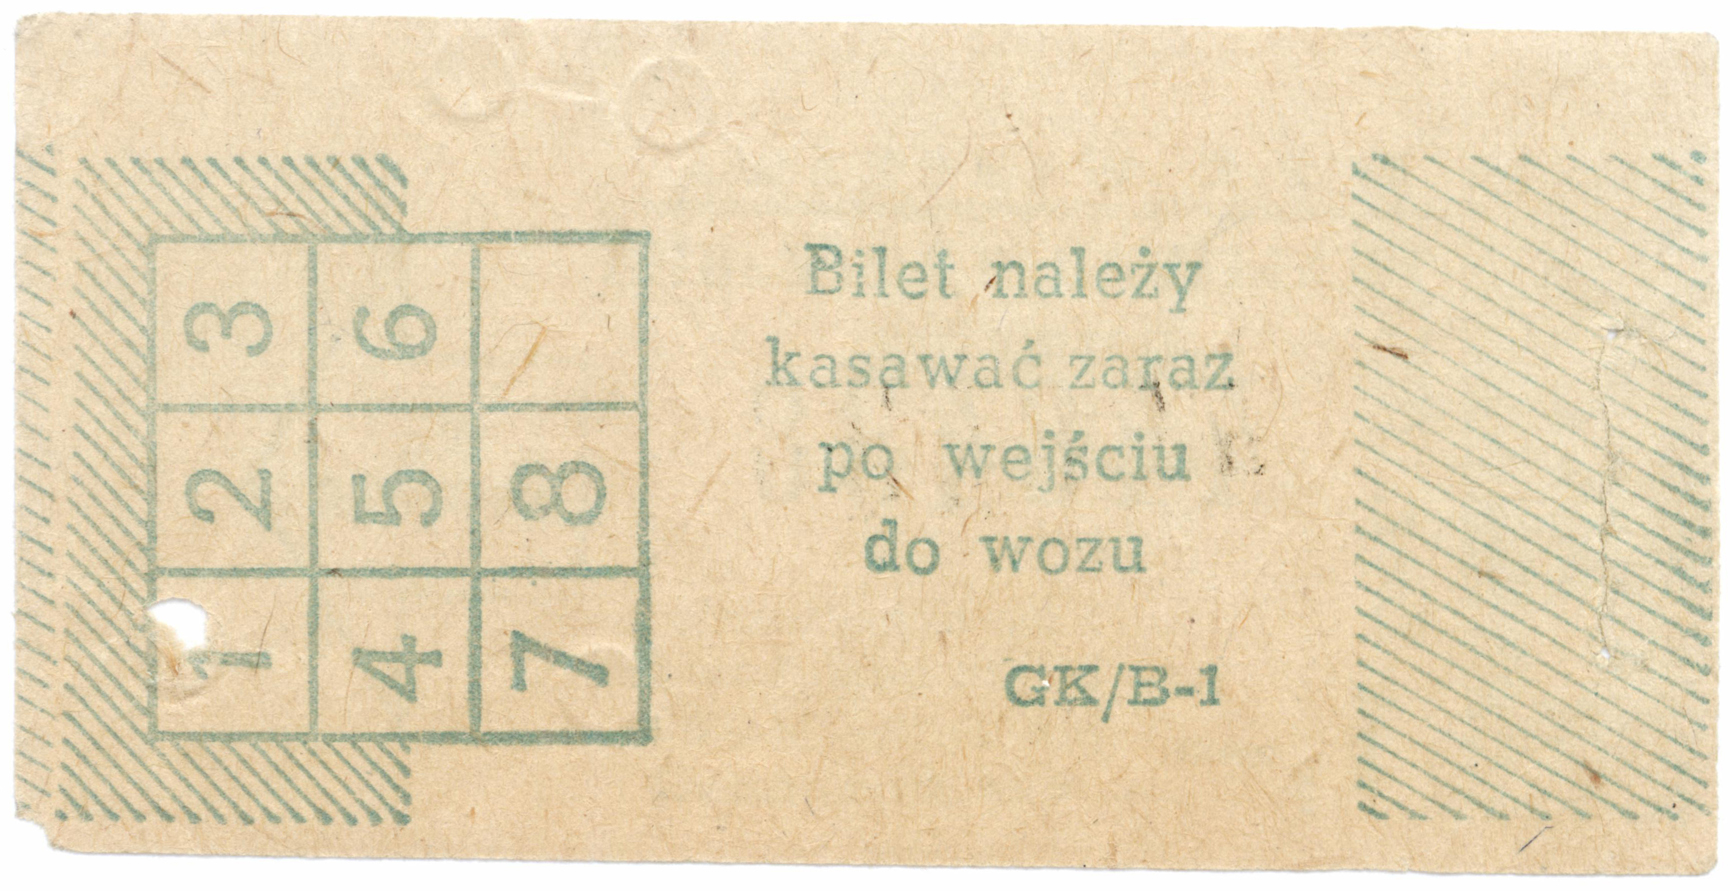 3 6
2 5 8
1 4 7
Bilet należy
kasawać zaraz
po wejściu
do wozu
GK/B-1